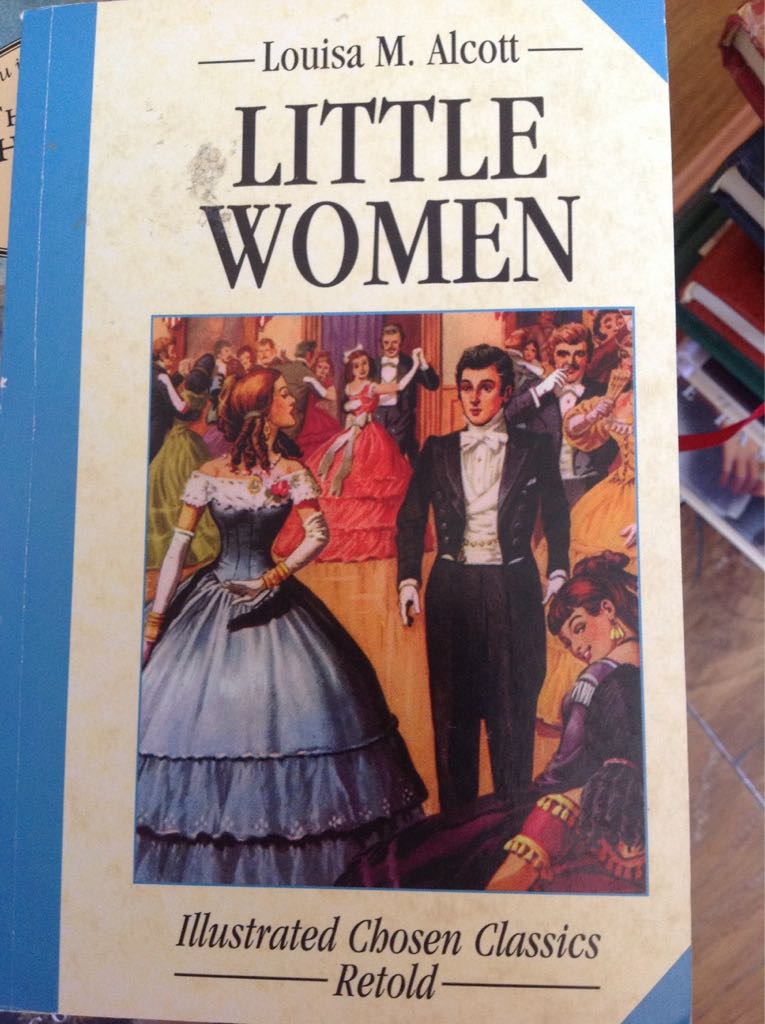 Louisa M. Alcott
LITTLE
WOMEN
Illustrated Chosen Classics
Retold